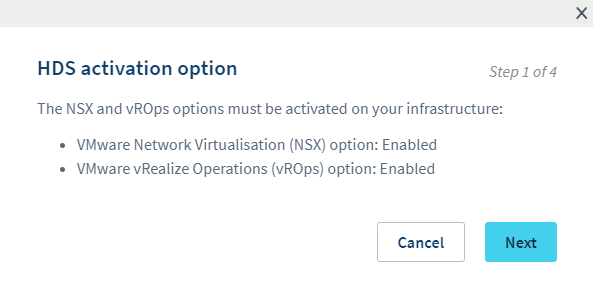 HDS activation option
Step 1 of 4
The NSX and vROps options must be activated on your infrastructure:
VMware Network Virtualisation (NSX) option: Enabled
VMware vRealize Operations (vROps) option: Enabled
Cancel
Next